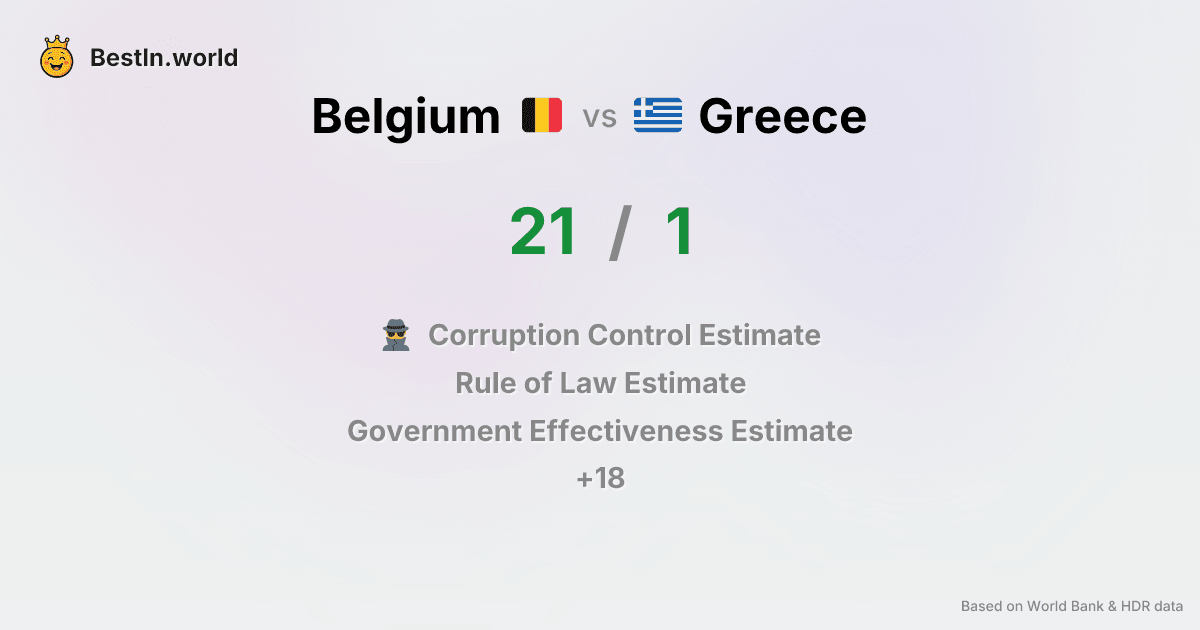 BestIn.world
Belgium vs Greece
21 / 1
Corruption Control Estimate
Rule of Law Estimate
Government Effectiveness Estimate
+18
Based on World Bank & HDR data